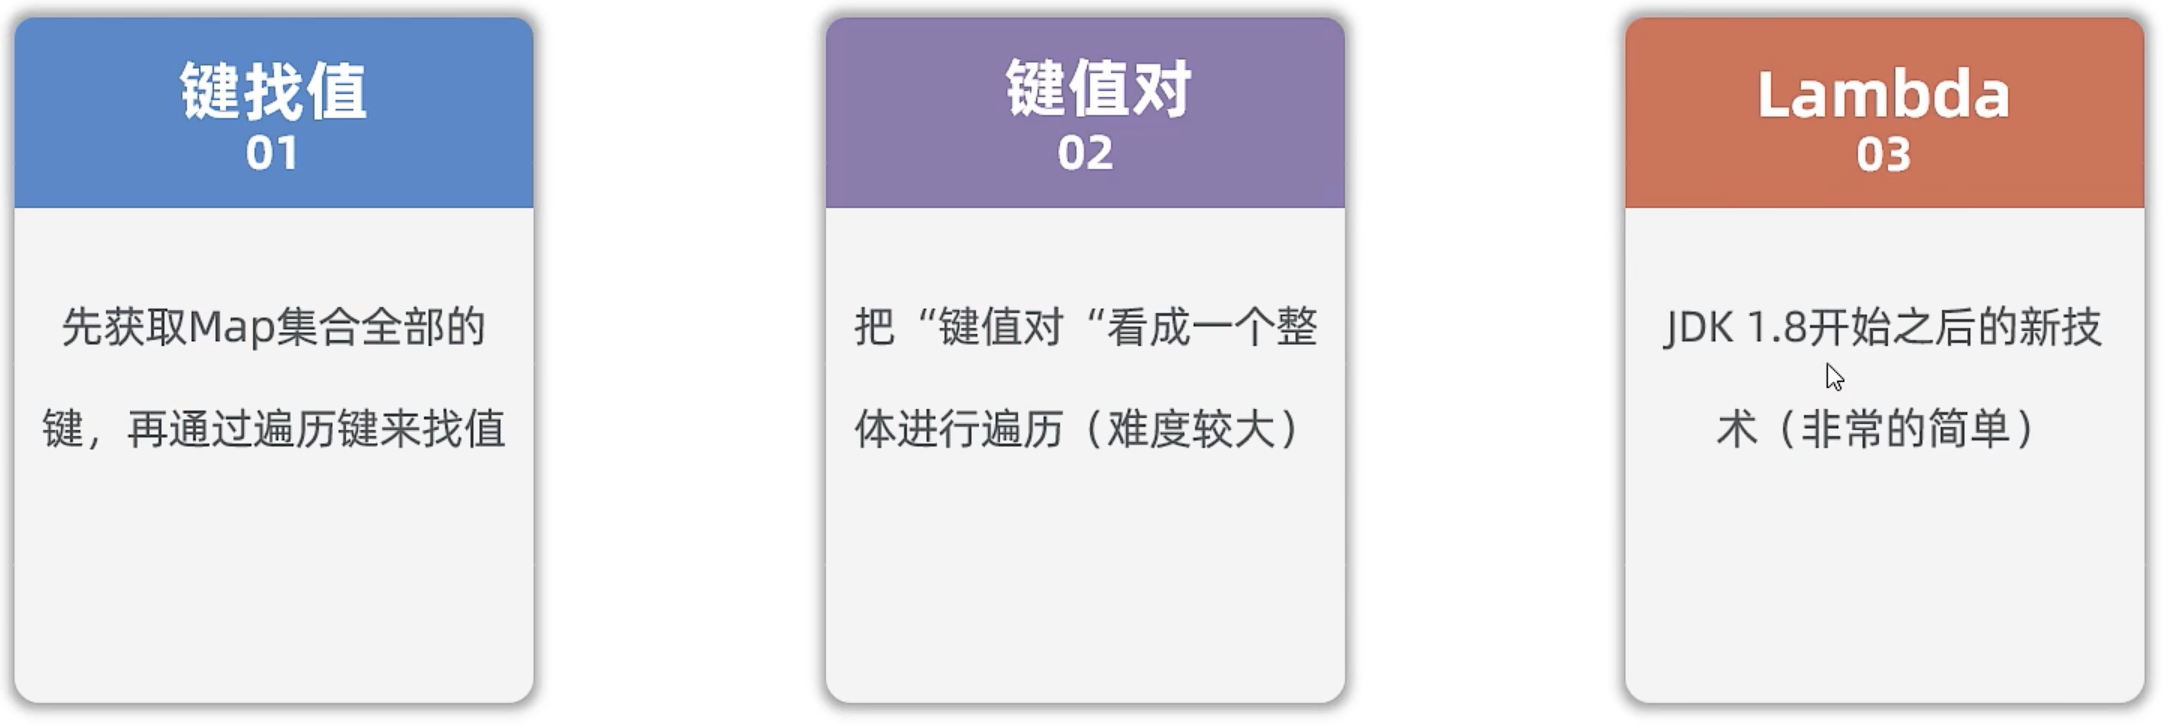 键找值
01
先获取Map集合全部的
键，再通过遍历键来找值
键值对
02
把“键值对“看成一个整
体进行遍历（难度较大）
Lambda
03
JDK 1.8开始之后的新技
术（非常的简单）